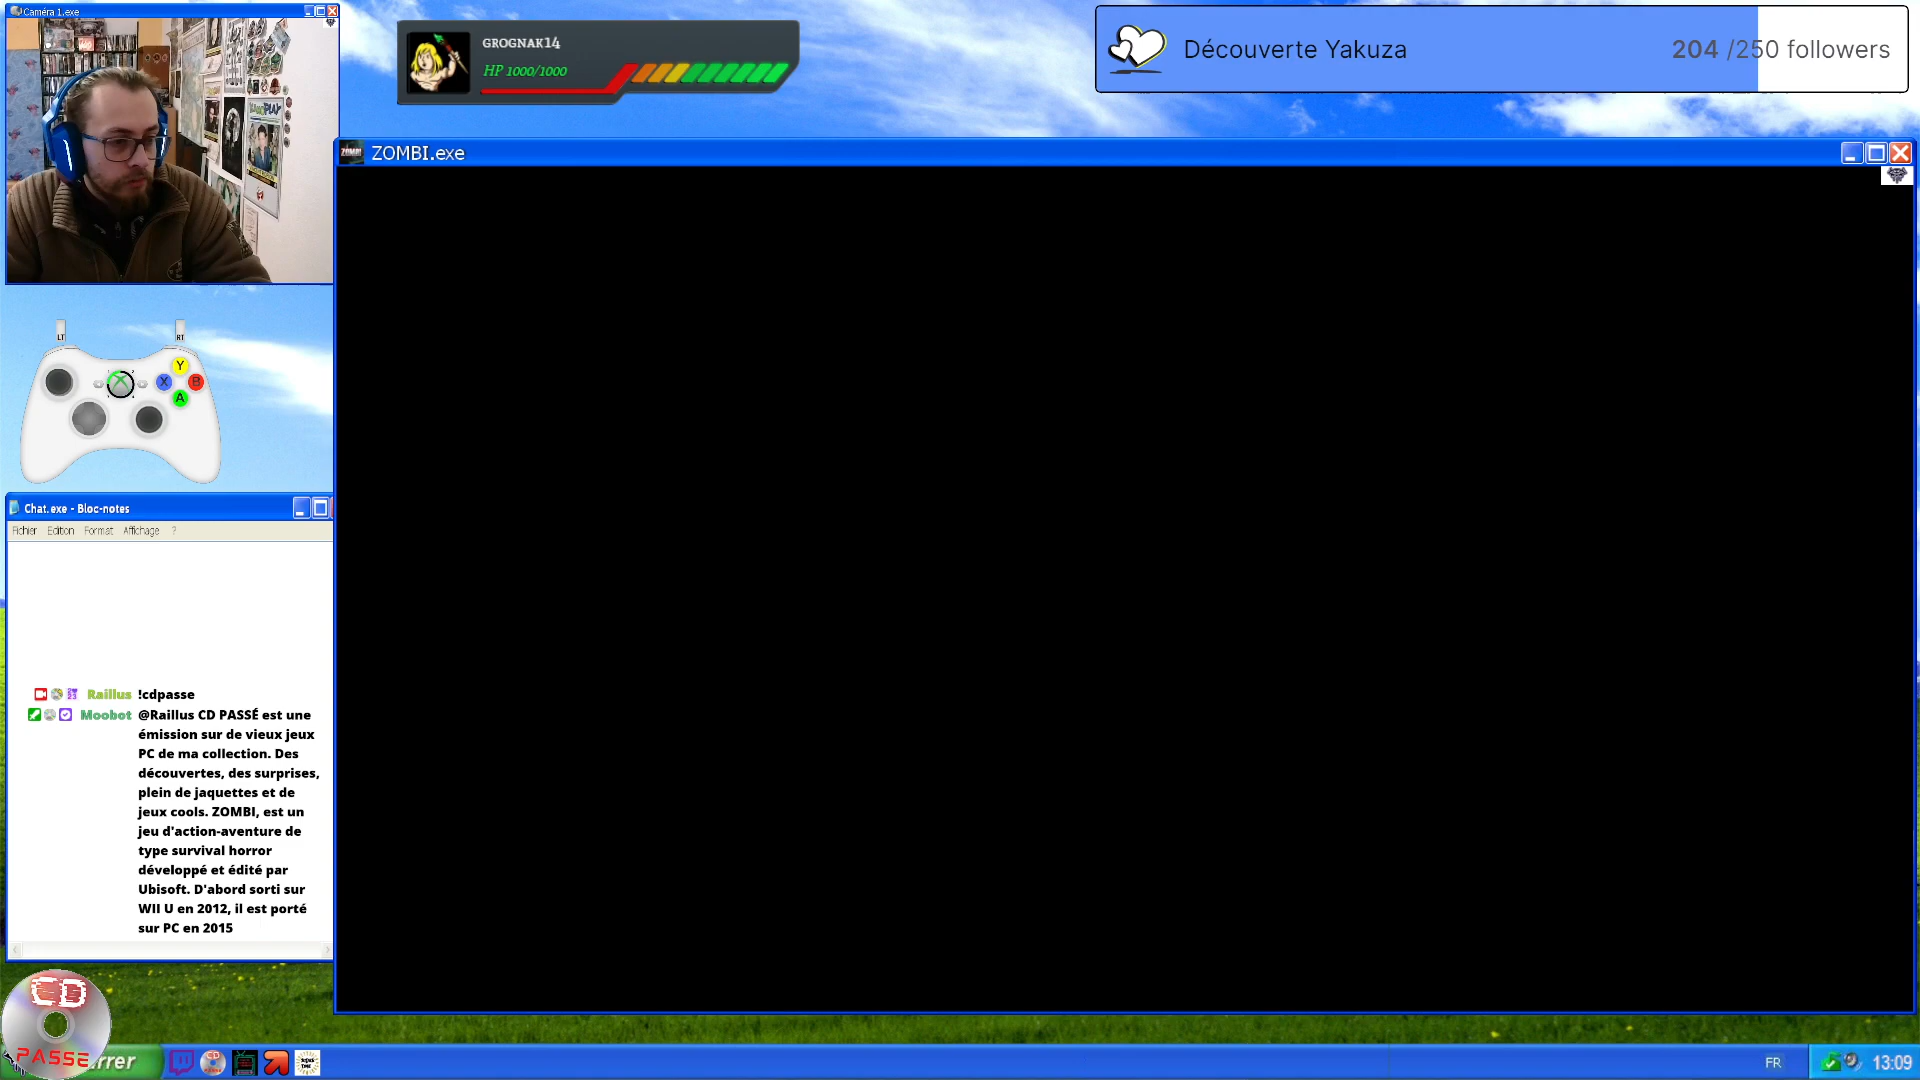 Caméra 1.exe
GROGNAK14
HP 1000/1000
Découverte Yakuza
204 /250 followers
ZOMBI.exe
LT
RT
Y
X
B
A
Chat.exe - Bloc-notes
Fichier Edition Format Affichage ?
Raillus !cdpasse
Moobot @Raillus CD PASSÉ est une
émission sur de vieux jeux
PC de ma collection. Des
découvertes, des surprises,
plein de jaquettes et de
jeux cools. ZOMBI, est un
jeu d'action-aventure de
type survival horror
développé et édité par
Ubisoft. D'abord sorti sur
WII U en 2012, il est porté
sur PC en 2015
CD
PASSE
rrer
FR
13:09